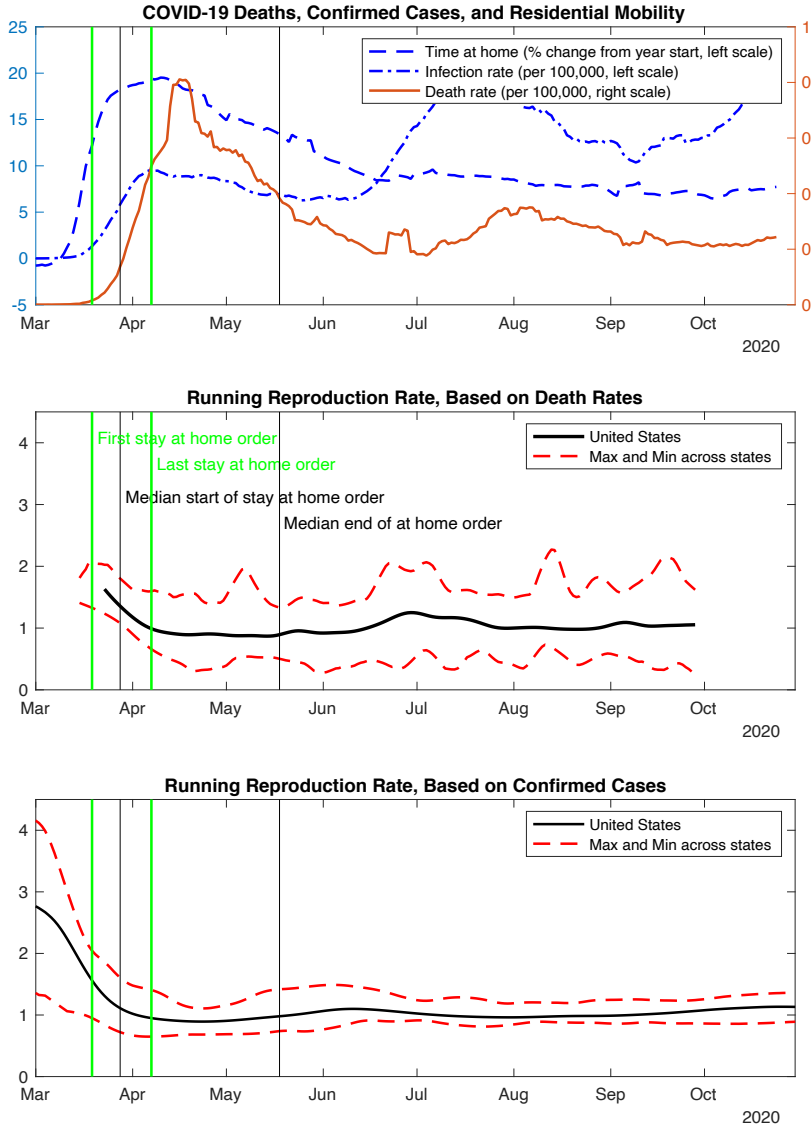 COVID-19 Deaths, Confirmed Cases, and Residential Mobility
25
20
15
10
5
0
-5
1
0
0
0
0
0
Time at home (% change from year start, left scale)
Infection rate (per 100,000, left scale)
Death rate (per 100,000, right scale)
Mar Apr May Jun Jul Aug Sep Oct
2020
Running Reproduction Rate, Based on Death Rates
4
3
2
1
0
United States
Max and Min across states
First stay at home order
Last stay at home order
Median start of stay at home order
Median end of at home order
Mar Apr May Jun Jul Aug Sep Oct
2020
Running Reproduction Rate, Based on Confirmed Cases
4
3
2
1
0
United States
Max and Min across states
Mar Apr May Jun Jul Aug Sep Oct
2020